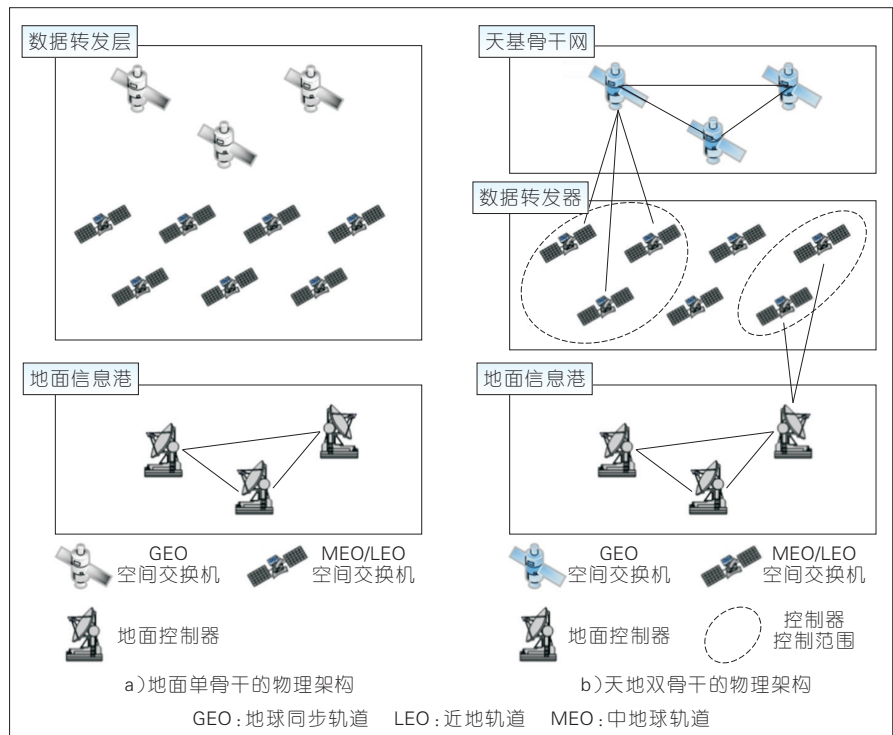 数据转发层
地面信息港
GEO
空间交换机
MEO/LEO
空间交换机
地面控制器
a)地面单骨干的物理架构
天基骨干网
数据转发器
地面信息港
GEO
空间交换机
MEO/LEO
空间交换机
地面控制器
控制器
控制范围
b)天地双骨干的物理架构
GEO:地球同步轨道 LEO:近地轨道 MEO:中地球轨道